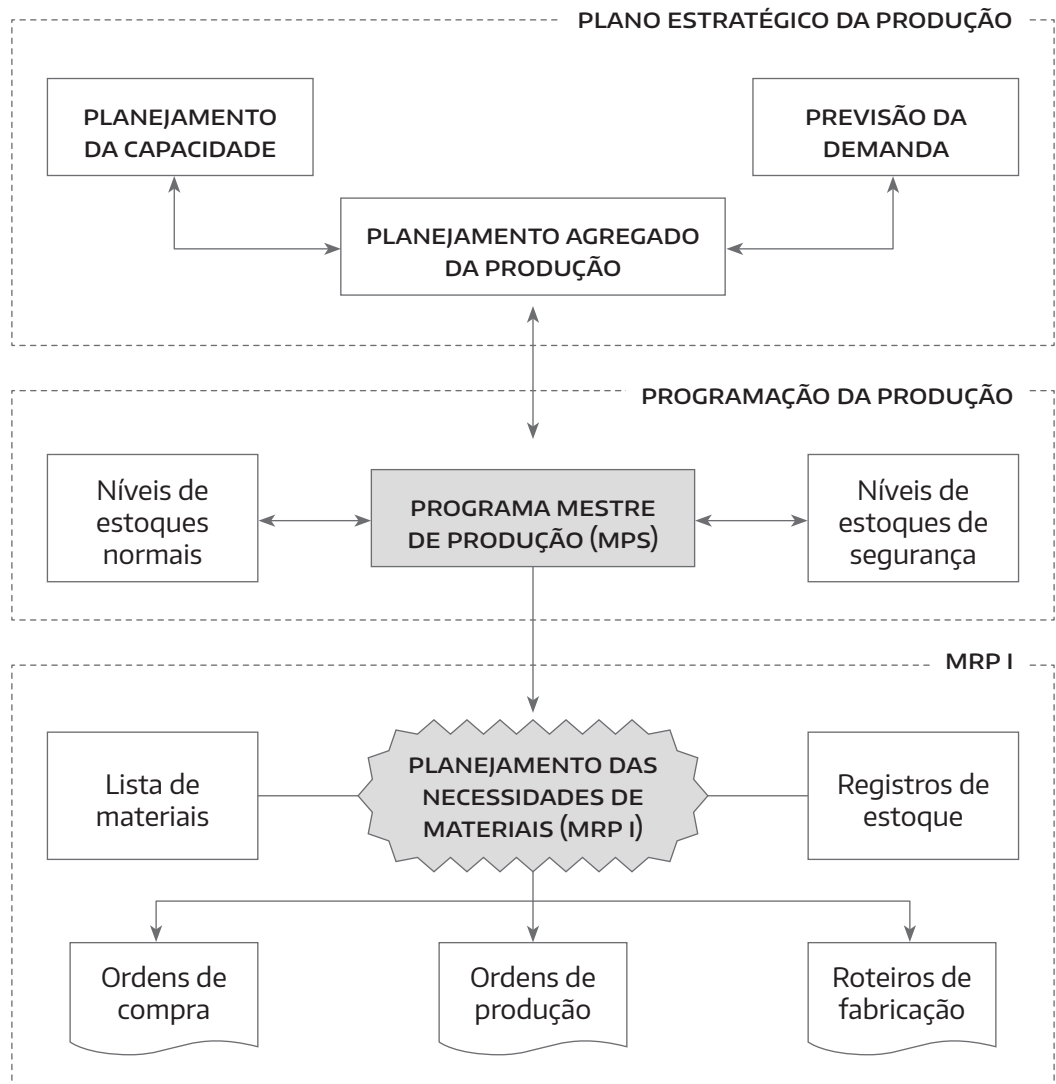 PLANO ESTRATÉGICO DA PRODUÇÃO
PLANEJAMENTO
DA CAPACIDADE
PREVISÃO DA
DEMANDA
PLANEJAMENTO AGREGADO
DA PRODUÇÃO
PROGRAMAÇÃO DA PRODUÇÃO
Níveis de
estoques
normais
PROGRAMA MESTRE
DE PRODUÇÃO (MPS)
Níveis de
estoques de
segurança
MRP I
Lista de
materiais
PLANEJAMENTO DAS
NECESSIDADES DE
MATERIAIS (MRP I)
Registros de
estoque
Ordens de
compra
Ordens de
produção
Roteiros de
fabricação